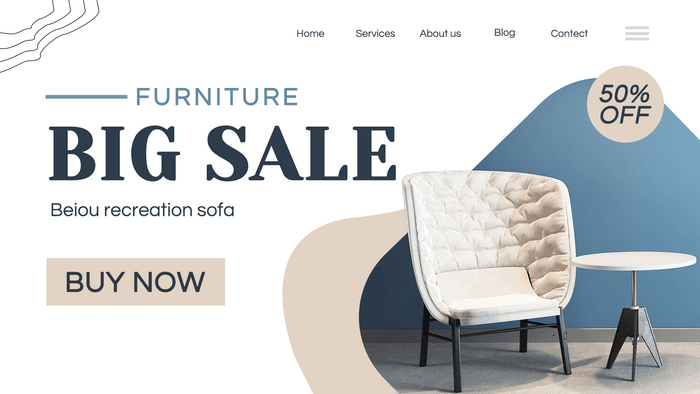 Home Services About us Blog Contect
50%
OFF
FURNITURE
BIG SALE
Beiou recreation sofa
BUY NOW